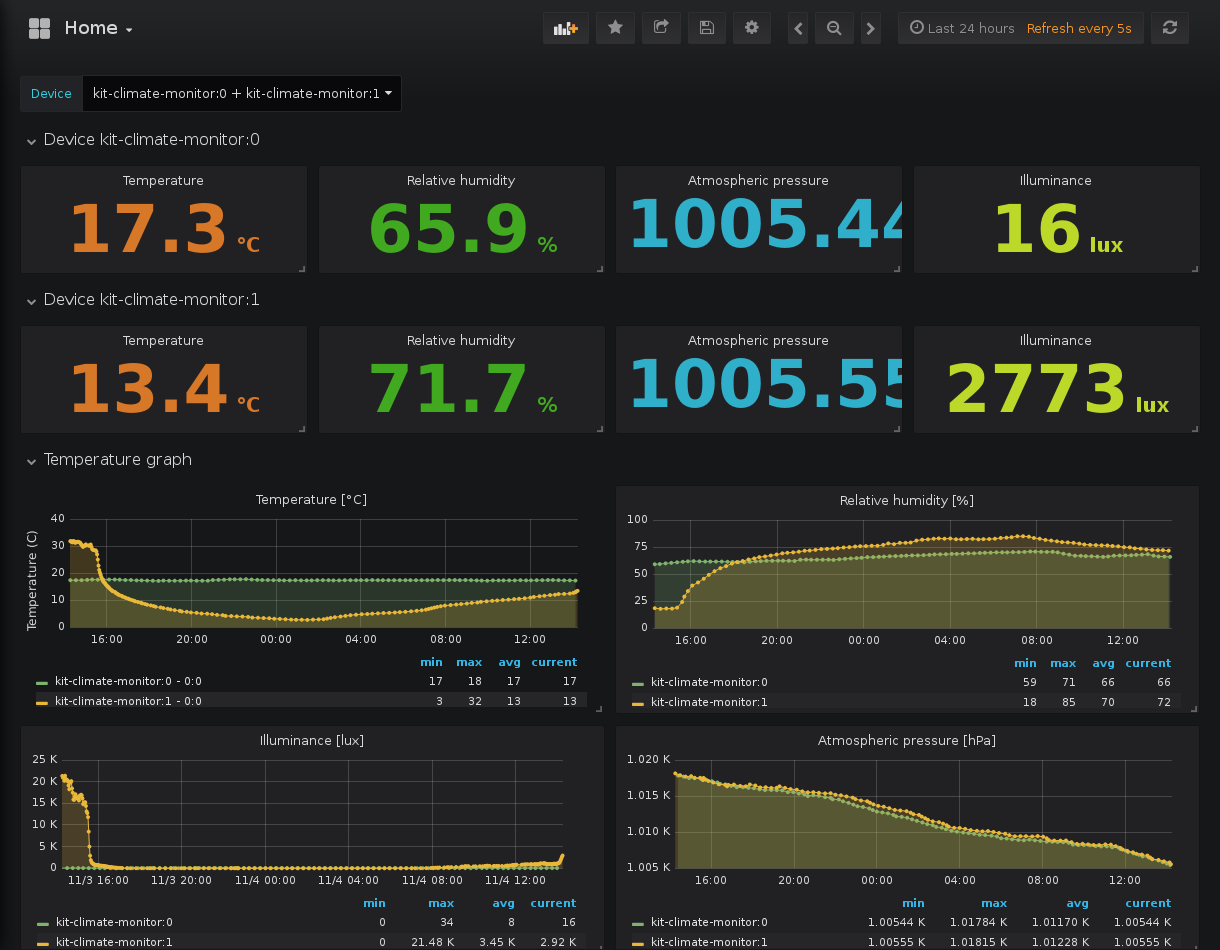 Home
Last 24 hours Refresh every 5s
Device kit-climate-monitor:0 + kit-climate-monitor:1
Device kit-climate-monitor:0
Temperature Relative humidity Atmospheric pressure Illuminance
17.3 °C 65.9 % 1005.44 16 lux
Device kit-climate-monitor:1
Temperature Relative humidity Atmospheric pressure Illuminance
13.4 °C 71.7 % 1005.55 2773 lux
Temperature graph
Temperature [°C]
Temperature (C)
40
30
20
10
0
16:00 20:00 00:00 04:00 08:00 12:00
min max avg current
kit-climate-monitor:0 - 0:0 17 18 17 17
kit-climate-monitor:1 - 0:0 3 32 13 13
Relative humidity [%]
100
75
50
25
0
16:00 20:00 00:00 04:00 08:00 12:00
min max avg current
kit-climate-monitor:0 59 71 66 66
kit-climate-monitor:1 18 85 70 72
Illuminance [lux]
25 K
20 K
15 K
10 K
5 K
0
11/3 16:00 11/3 20:00 11/4 00:00 11/4 04:00 11/4 08:00 11/4 12:00
min max avg current
kit-climate-monitor:0 0 34 8 16
kit-climate-monitor:1 0 21.48 K 3.45 K 2.92 K
Atmospheric pressure [hPa]
1.020 K
1.015 K
1.010 K
1.005 K
16:00 20:00 00:00 04:00 08:00 12:00
min max avg current
kit-climate-monitor:0 1.00544 K 1.01784 K 1.01170 K 1.00544 K
kit-climate-monitor:1 1.00555 K 1.01815 K 1.01228 K 1.00555 K